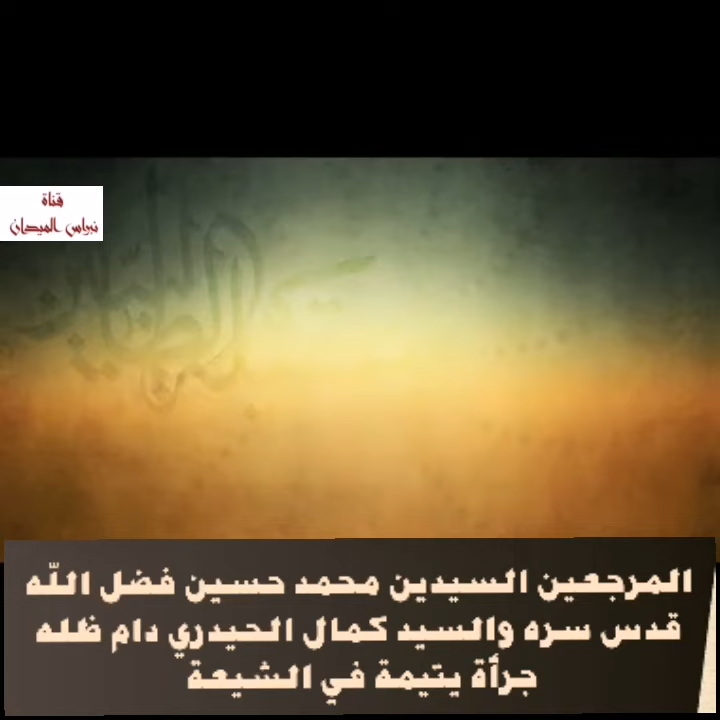 قناة
نبراس الميدان
المرجعين السيدين محمد حسين فضل الله
قدس سره والسيد كمال الحيدري دام ظله
جرأة يتيمة في الشيعة